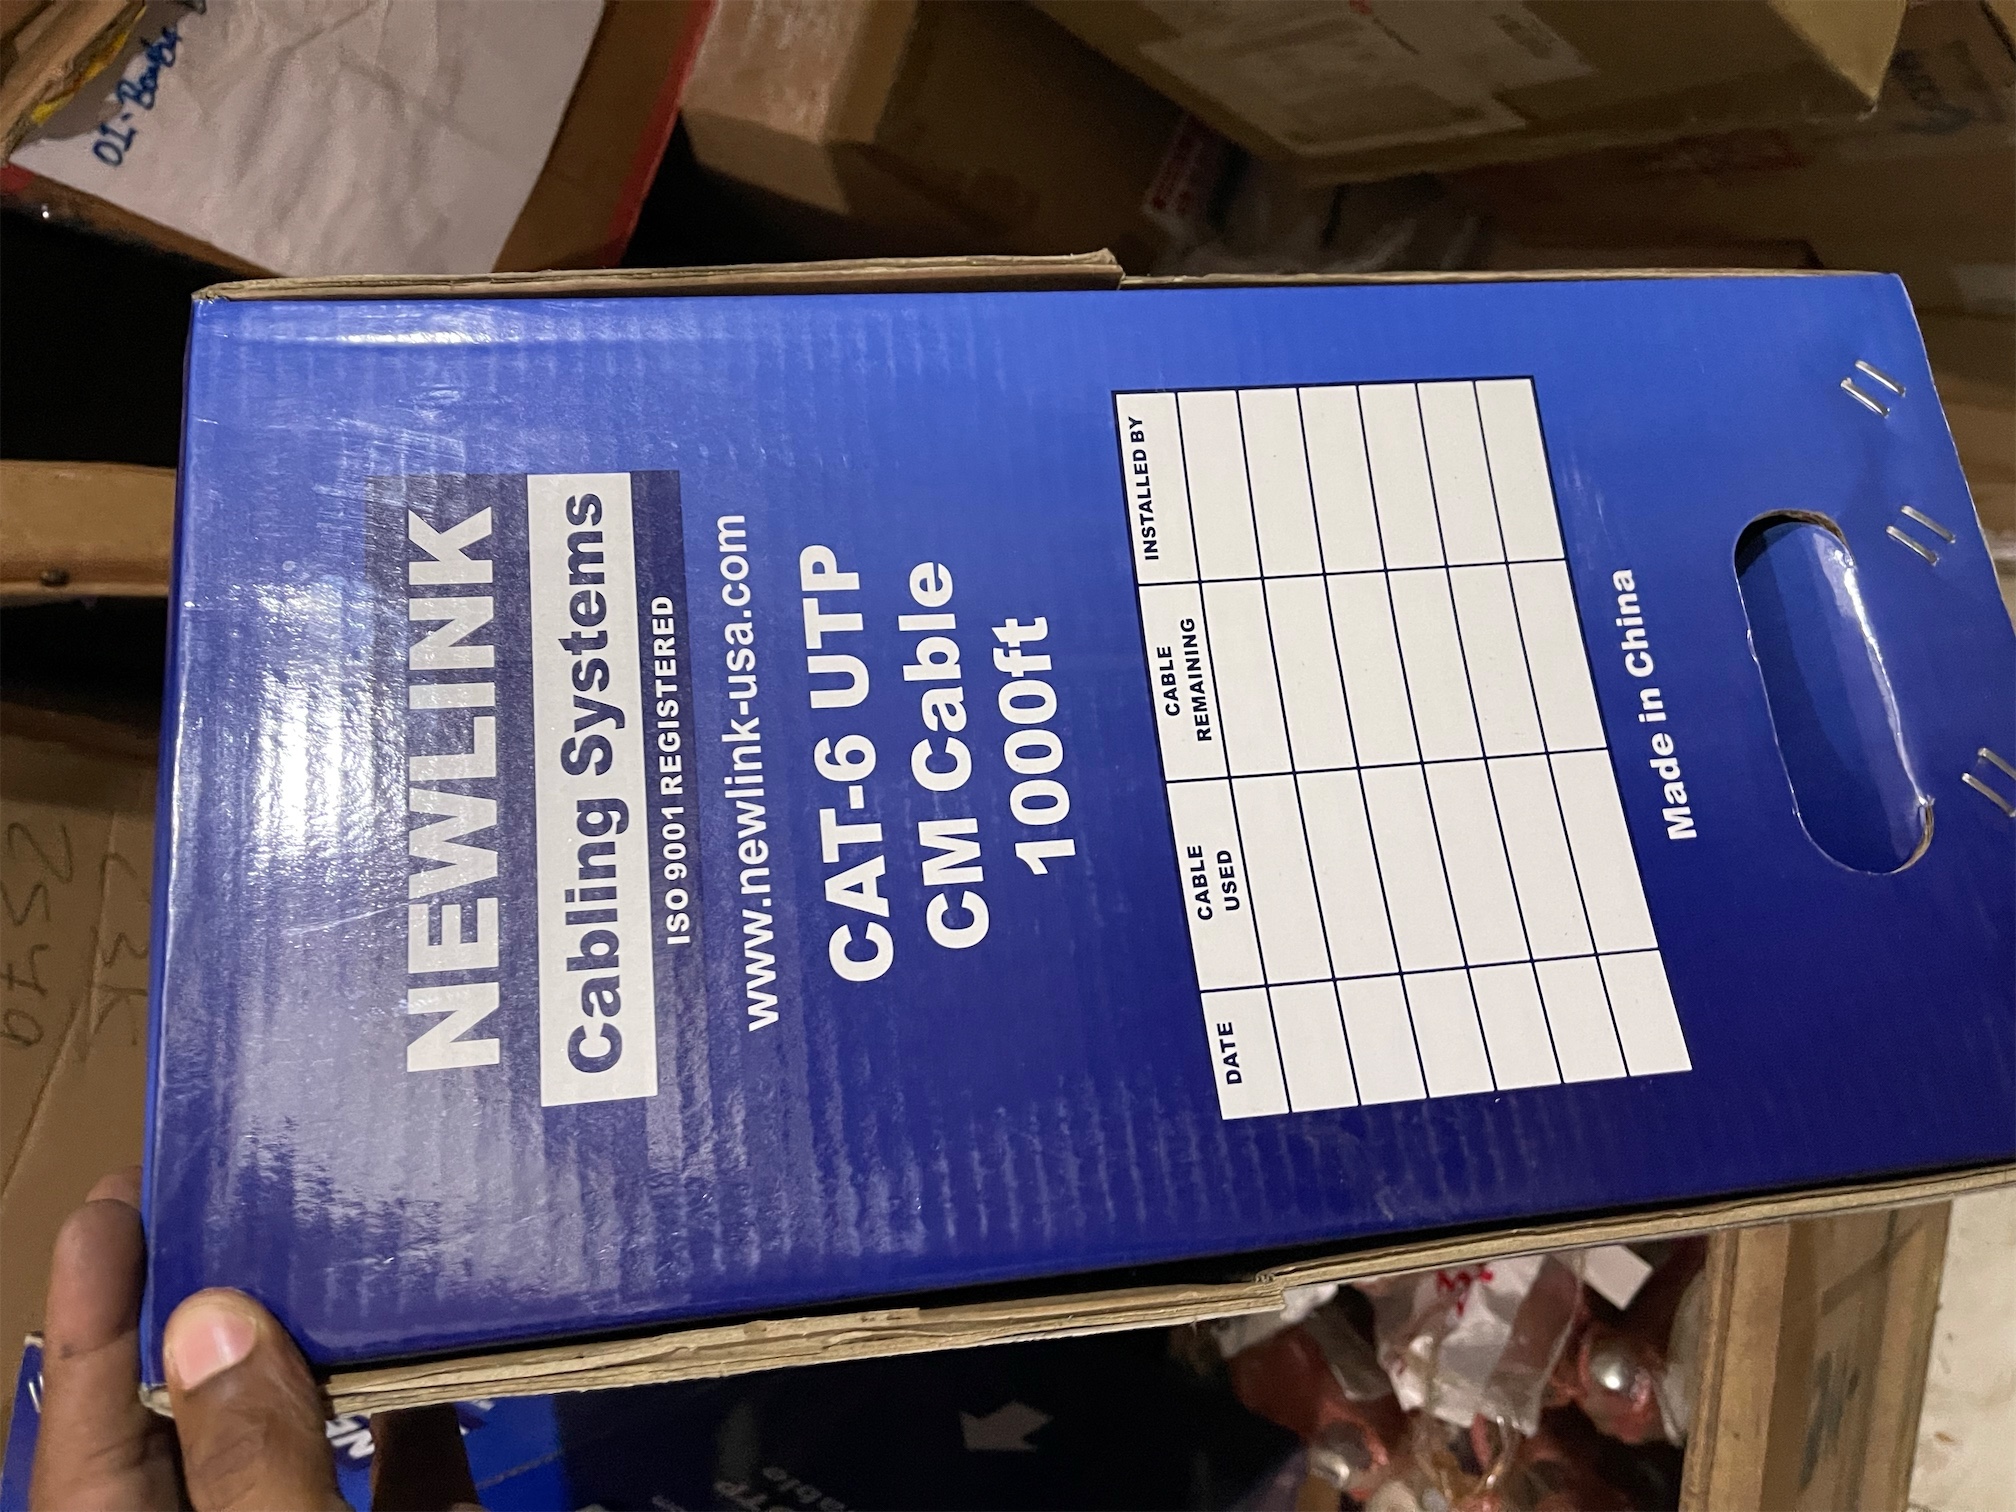 NEWLINK
Cabling Systems
ISO 9001 REGISTERED
www.newlink-usa.com
CAT-6 UTP
CM Cable
1000ft
DATE
CABLE
USED
CABLE
REMAINING
INSTALLED BY
Made in China